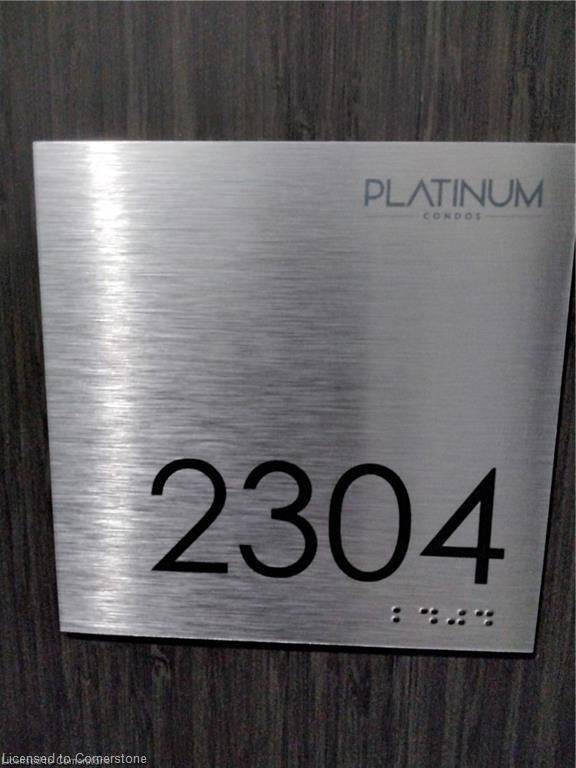 PLATINUM
CONDOS
2304
Licensed to Cornerstone